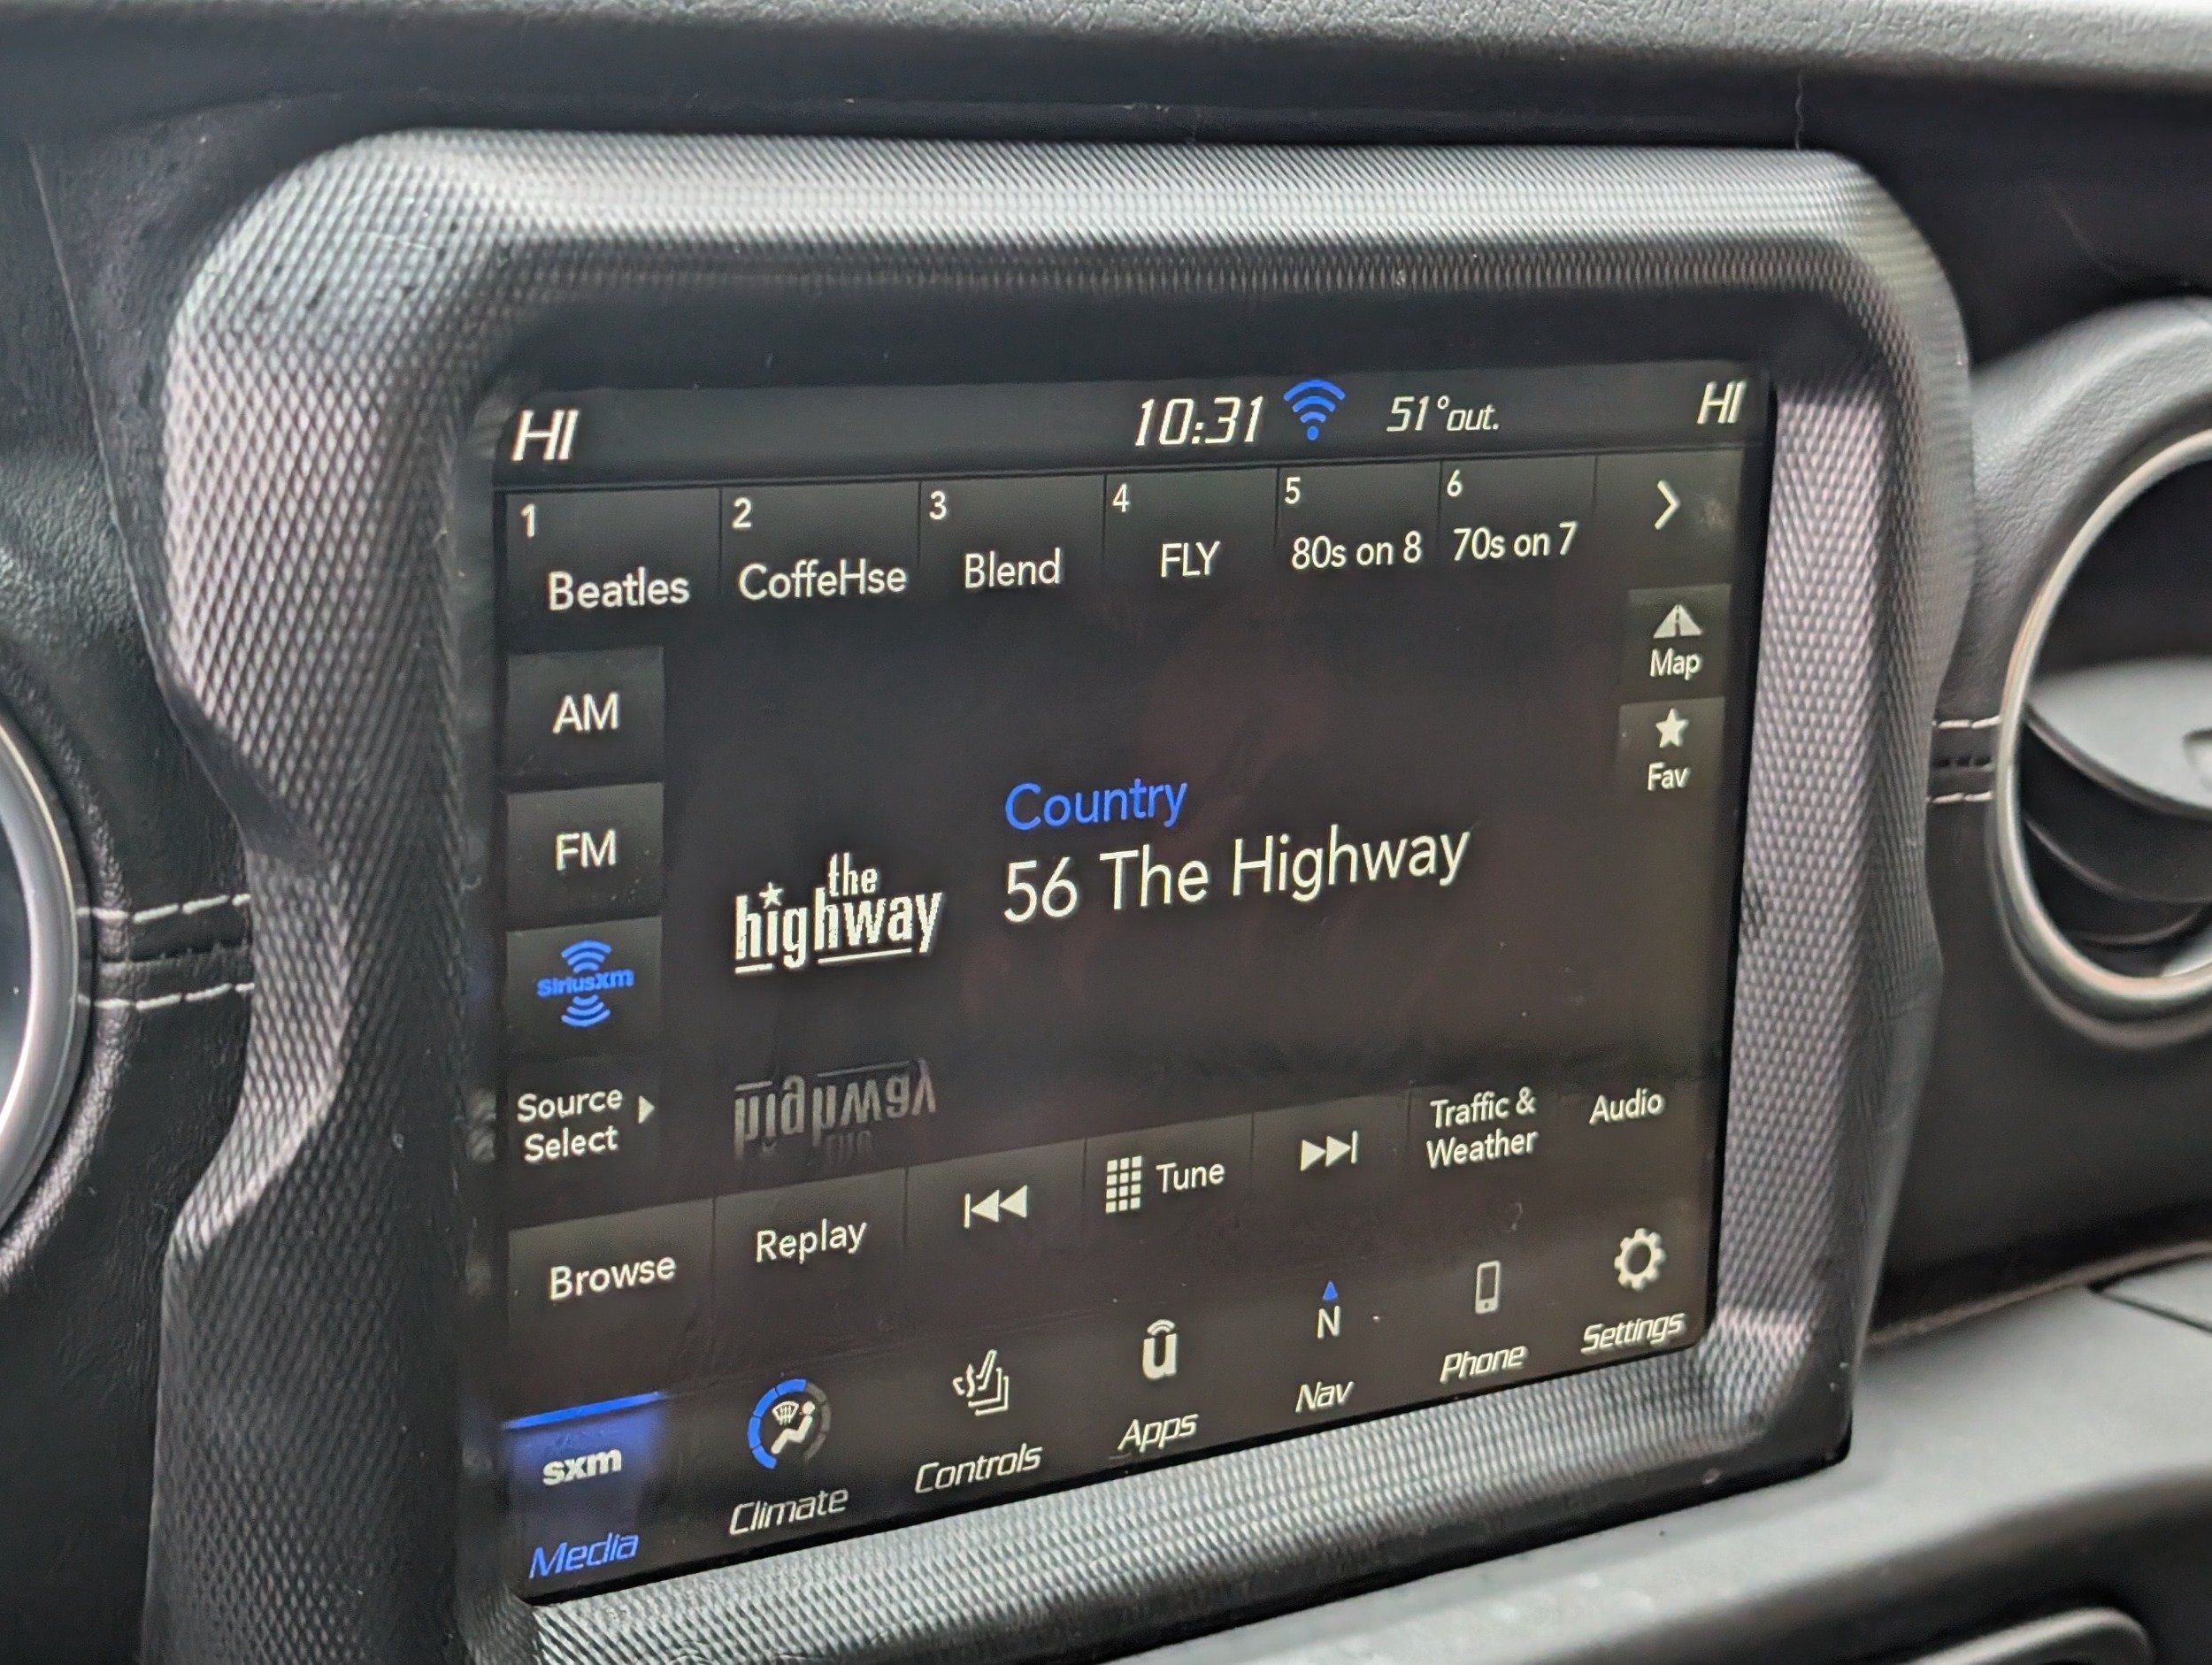 HI 10:31 51°out. HI
1 2 3 4 5 6
Beatles CoffeHse Blend FLY 80s on 8 70s on 7
Map
AM
Fav
FM
Country
56 The Highway
the
highway
SiriusXM
Source
Select
Browse Replay Tune Traffic &
Weather
Audio
sxm
Media
Climate
Controls
ū
Apps
N
Nav
Phone
Settings